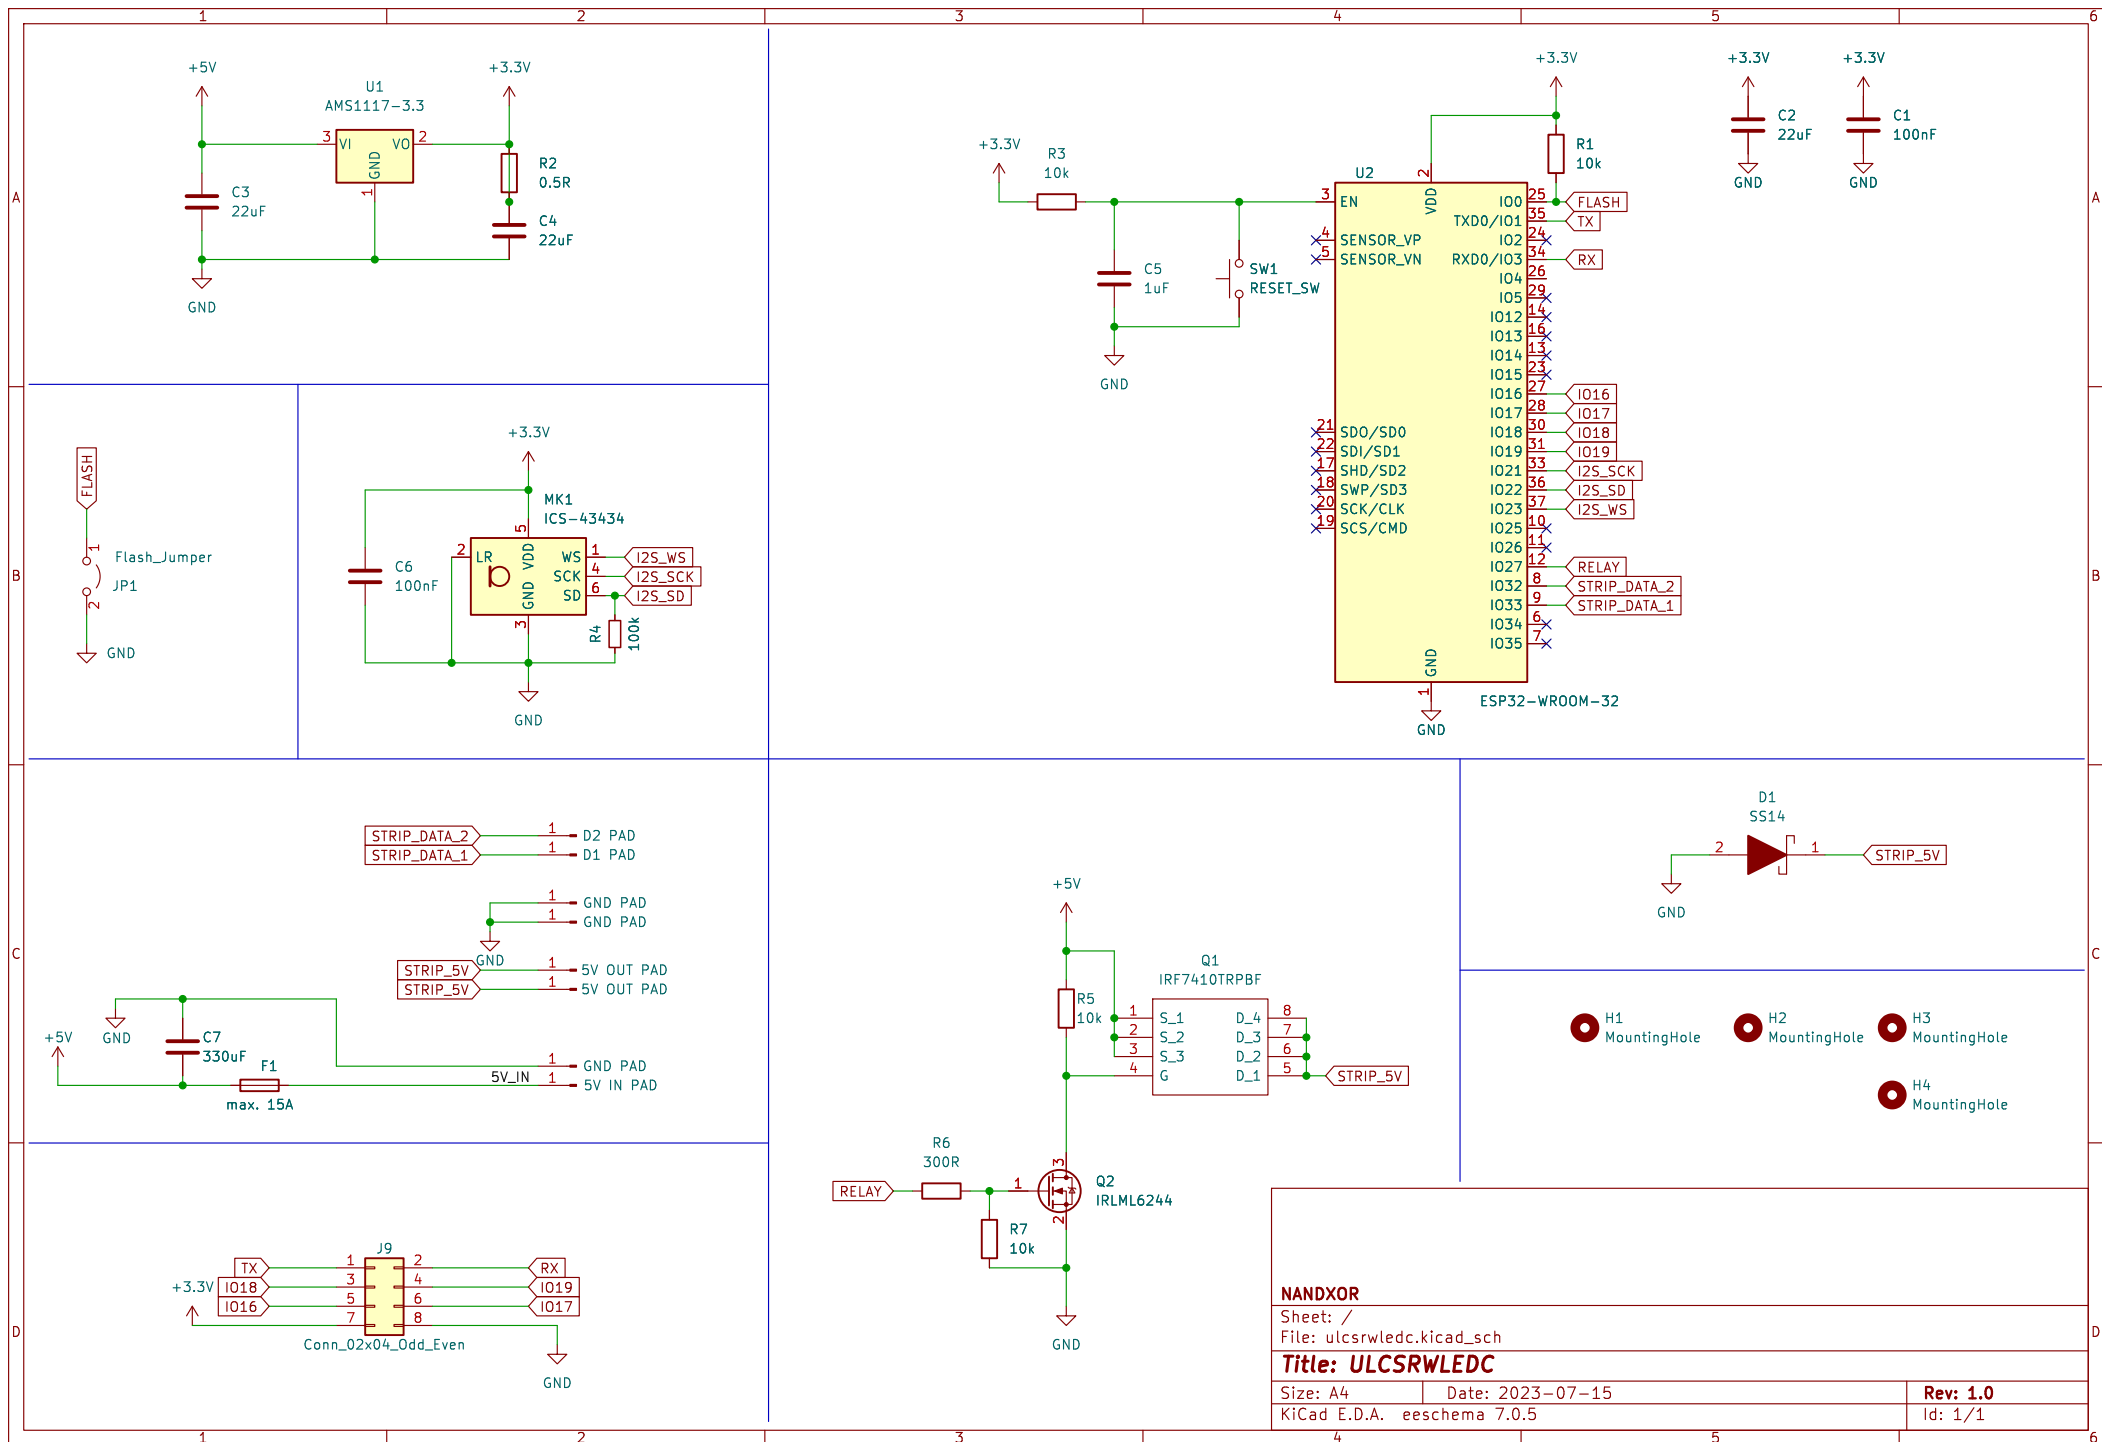 1 2 3 4 5 6
A
B
C
D
+5V
U1
AMS1117-3.3
+3.3V
3 VI VO 2
GND
1
C3
22uF
R2
0.5R
C4
22uF
GND
FLASH
1
Flash_Jumper
JP1
2
GND
+3.3V
MK1
ICS-43434
5
2 LR VDD WS 1 I2S_WS
SCK 4 I2S_SCK
GND SD 6 I2S_SD
3
C6
100nF
R4
100k
GND
+3.3V
R3
10k
C5
1uF
SW1
RESET_SW
GND
+3.3V
R1
10k
U2
2
VDD
3 EN
4 SENSOR_VP
5 SENSOR_VN
21 SDO/SD0
22 SDI/SD1
17 SHD/SD2
18 SWP/SD3
20 SCK/CLK
19 SCS/CMD
IO0 25 FLASH
TXD0/IO1 35 TX
IO2 24
RXD0/IO3 34 RX
IO4 26
IO5 29
IO12 14
IO13 16
IO14 13
IO15 23
IO16 27 IO16
IO17 28 IO17
IO18 30 IO18
IO19 31 IO19
IO21 33 I2S_SCK
IO22 36 I2S_SD
IO23 37 I2S_WS
IO25 10
IO26 11
IO27 12 RELAY
IO32 8 STRIP_DATA_2
IO33 9 STRIP_DATA_1
IO34 6
IO35 7
GND
1
ESP32-WROOM-32
GND
+3.3V
C2
22uF
GND
+3.3V
C1
100nF
GND
STRIP_DATA_2 1 D2 PAD
STRIP_DATA_1 1 D1 PAD
1 GND PAD
1 GND PAD
GND
STRIP_5V 1 5V OUT PAD
STRIP_5V 1 5V OUT PAD
GND
+5V
C7
330uF
F1
max. 15A
1 GND PAD
5V_IN 1 5V IN PAD
J9
TX 1 2 RX
+3.3V
IO18 3 4 IO19
IO16 5 6 IO17
7 8
Conn_02x04_Odd_Even
GND
+5V
R5
10k
Q1
IRF7410TRPBF
1 S_1 D_4 8
2 S_2 D_3 7
3 S_3 D_2 6
4 G D_1 5 STRIP_5V
R6
300R
RELAY
1
3
2
Q2
IRLML6244
R7
10k
GND
D1
SS14
2 1 STRIP_5V
GND
H1
MountingHole
H2
MountingHole
H3
MountingHole
H4
MountingHole
NANDXOR
Sheet: /
File: ulcsrwledc.kicad_sch
Title: ULCSRWLEDC
Size: A4 Date: 2023-07-15 Rev: 1.0
KiCad E.D.A. eeschema 7.0.5 Id: 1/1
A
B
C
D
1 2 3 4 5 6